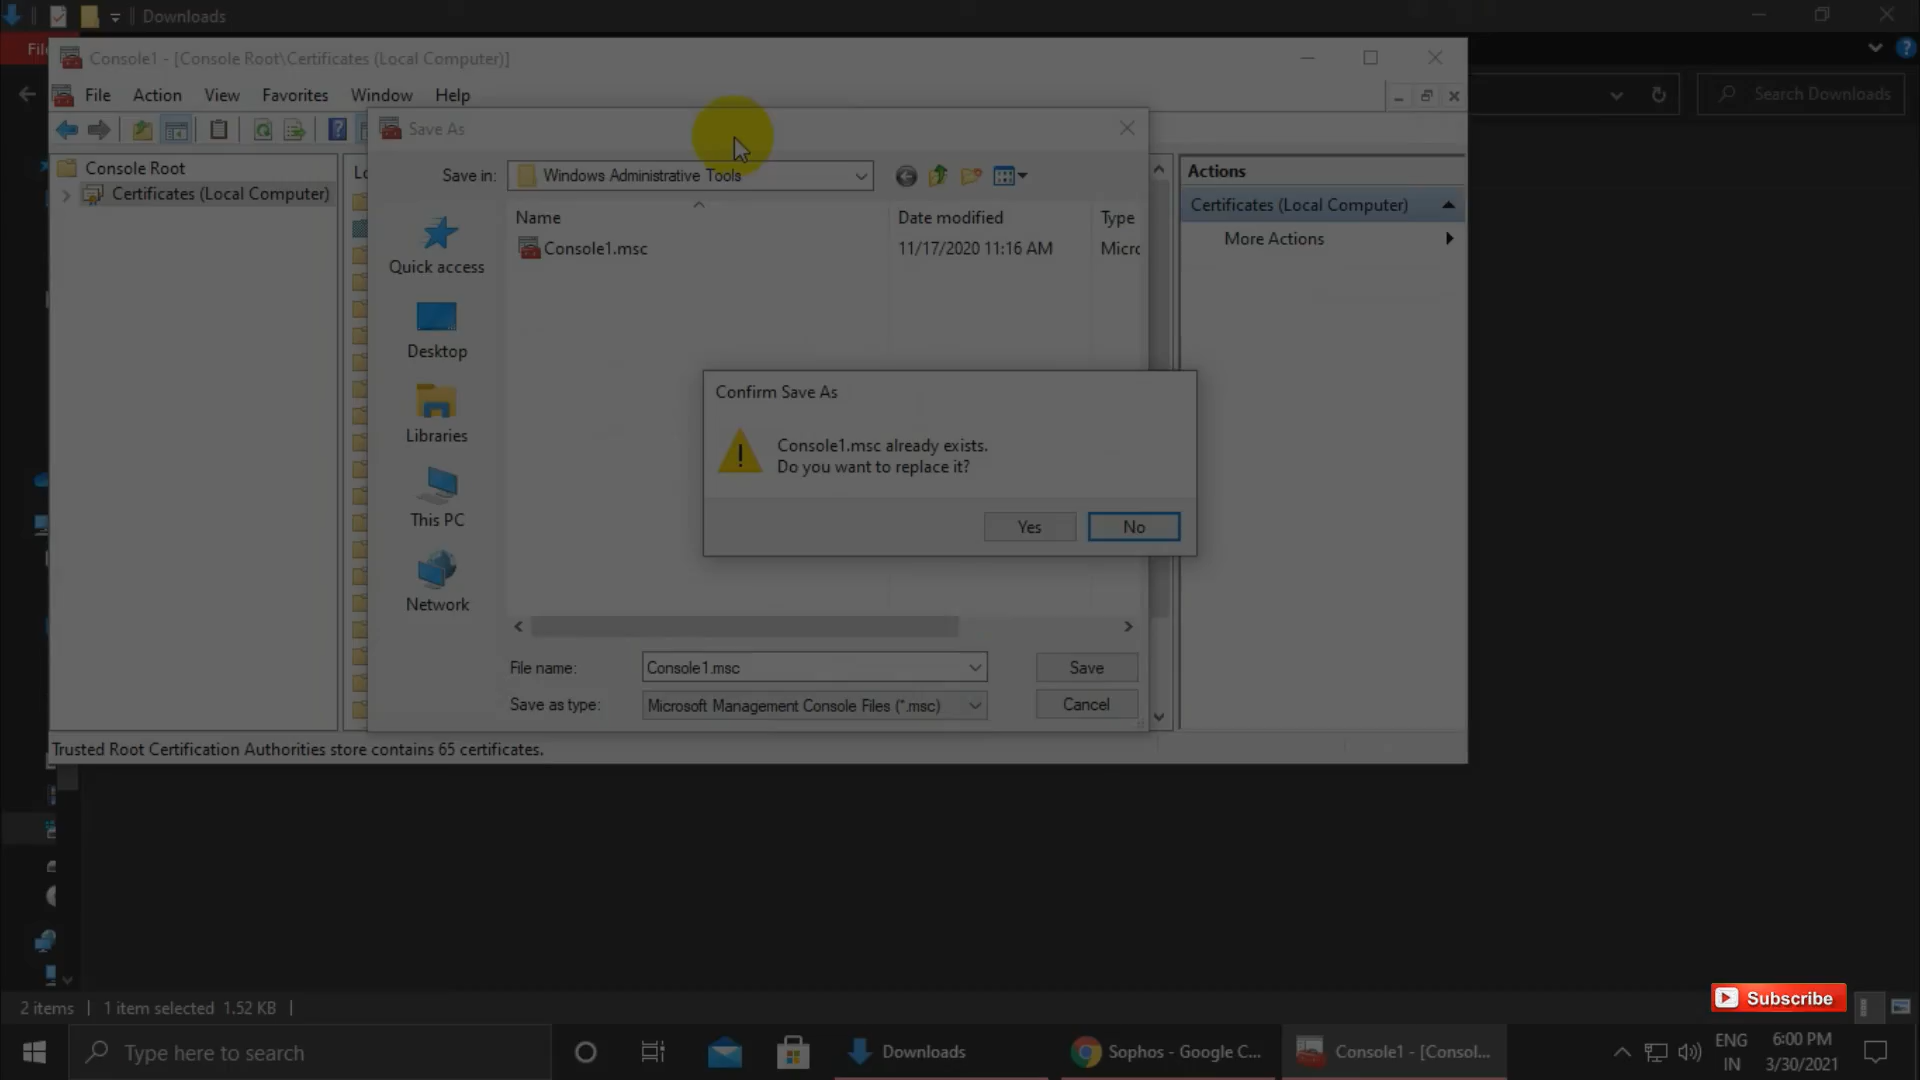 Downloads
File
Console1 - [Console Root\Certificates (Local Computer)]
File Action View Favorites Window Help
Search Downloads
Save As
Console Root
Certificates (Local Computer)
Save in: Windows Administrative Tools
Actions
Certificates (Local Computer)
More Actions
Name Date modified Type
Console1.msc 11/17/2020 11:16 AM Micro
Quick access
Desktop
Libraries
This PC
Network
Confirm Save As
Console1.msc already exists.
Do you want to replace it?
Yes No
File name: Console1.msc Save
Save as type: Microsoft Management Console Files (*.msc) Cancel
Trusted Root Certification Authorities store contains 65 certificates.
2 items 1 item selected 1.52 KB
Subscribe
Type here to search
Downloads
Sophos - Google C...
Console1 - [Consol...
ENG
IN
6:00 PM
3/30/2021